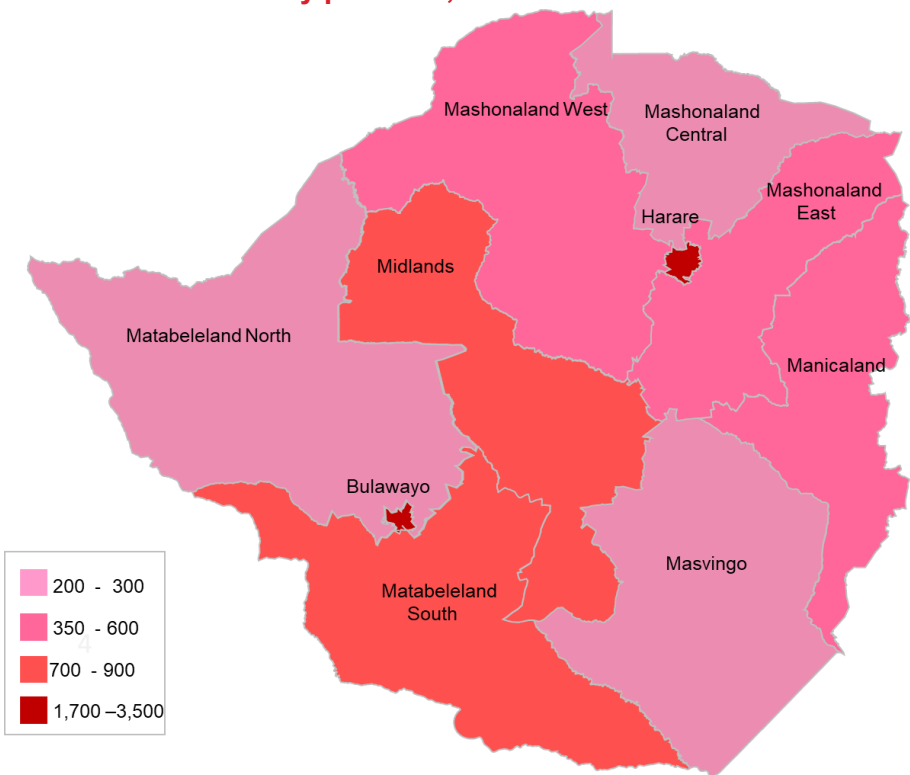 Mashonaland West
Mashonaland
Central
Mashonaland
East
Harare
Midlands
Matabeleland North
Manicaland
Bulawayo
Masvingo
Matabeleland
South
200 - 300
350 - 600
4
700 - 900
1,700 –3,500